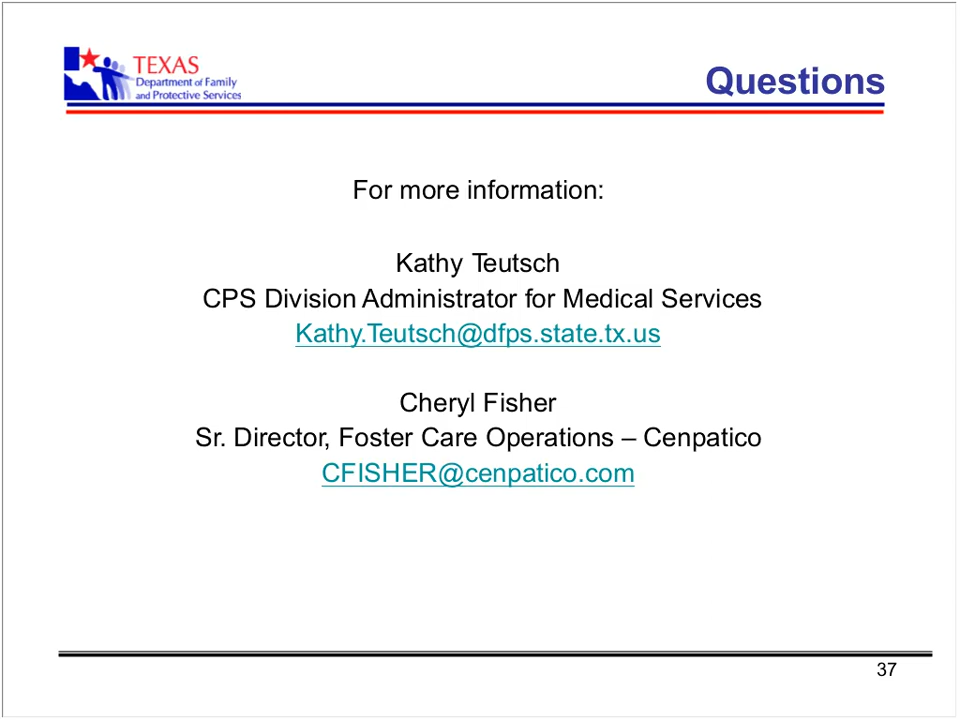 TEXAS
Department of Family
and Protective Services
Questions
For more information:
Kathy Teutsch
CPS Division Administrator for Medical Services
Kathy.Teutsch@dfps.state.tx.us
Cheryl Fisher
Sr. Director, Foster Care Operations – Cenpatico
CFISHER@cenpatico.com
37